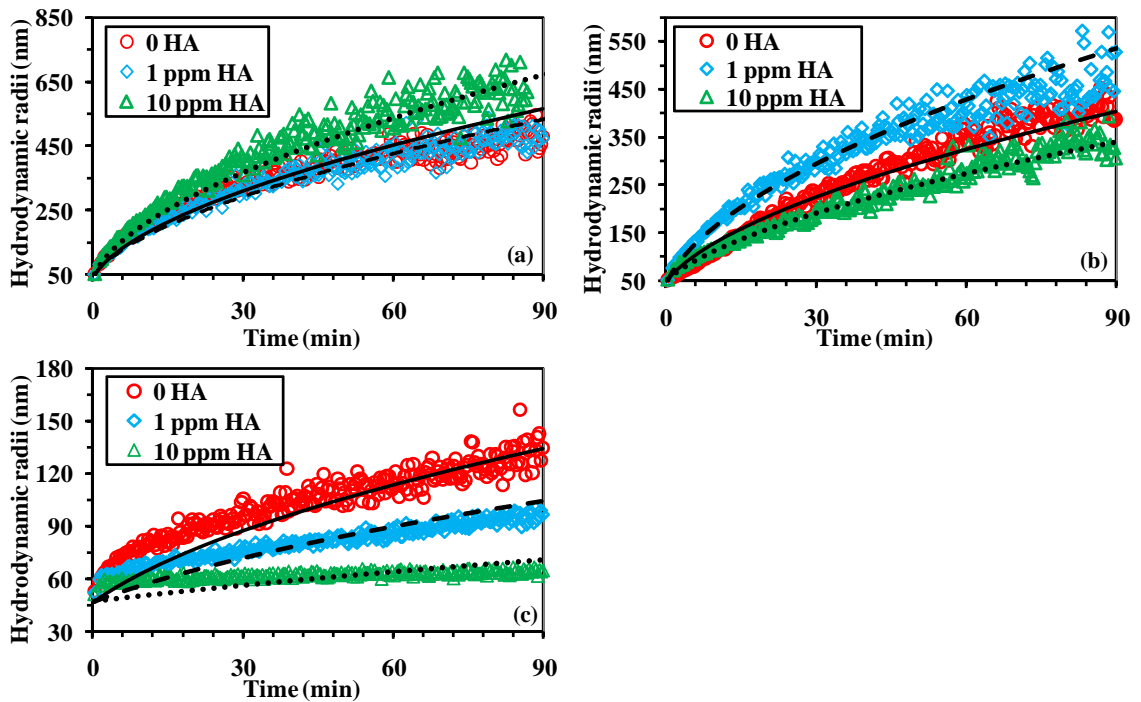 Hydrodynamic radii (nm)
850
650
450
250
50
0 HA
1 ppm HA
10 ppm HA
(a)
0
30
60
90
Time (min)
Hydrodynamic radii (nm)
550
450
350
250
150
50
0 HA
1 ppm HA
10 ppm HA
(b)
0
30
60
90
Time (min)
Hydrodynamic radii (nm)
180
150
120
90
60
30
0 HA
1 ppm HA
10 ppm HA
(c)
0
30
60
90
Time (min)